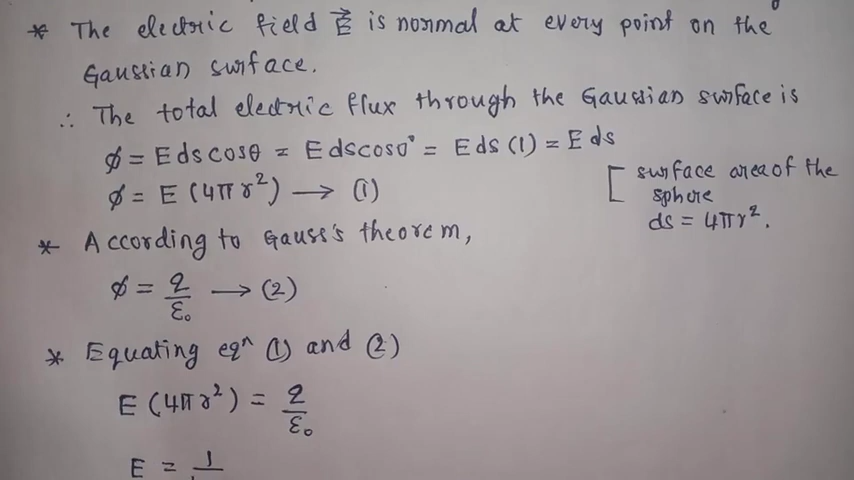 * The electric field E⃗ is normal at every point on the
Gaussian surface.
∴ The total electric flux through the Gaussian surface is
ϕ = E ds cosθ = E ds cos0° = E ds (1) = E ds
ϕ = E (4πr²) → (1)
[ surface area of the
sphere
ds = 4πr².
* According to Gauss's theorem,
ϕ = q/ε₀ → (2)
* Equating eqⁿ (1) and (2)
E (4πr²) = q/ε₀
E = 1